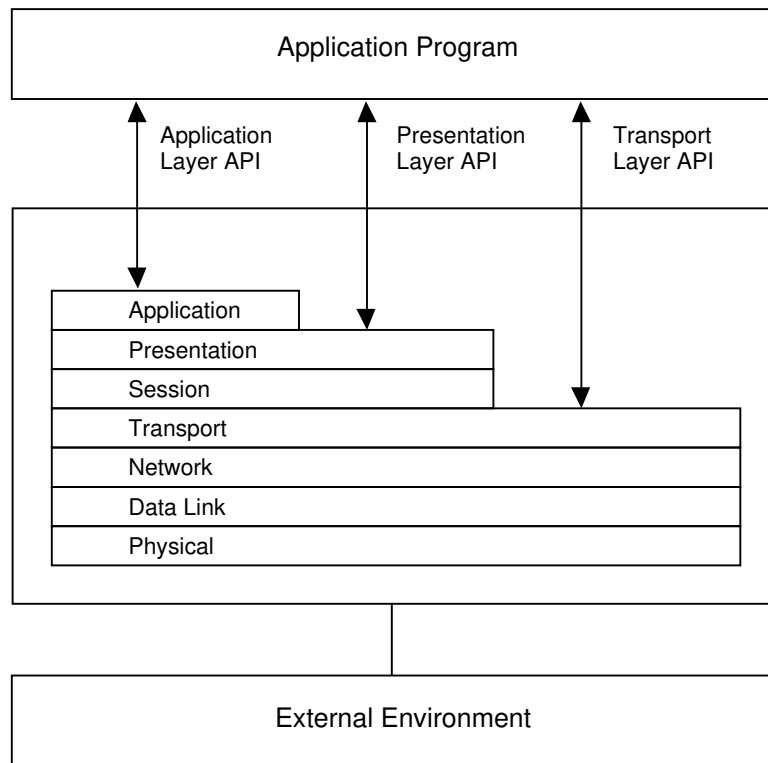 Application Program
Application
Layer API
Presentation
Layer API
Transport
Layer API
Application
Presentation
Session
Transport
Network
Data Link
Physical
External Environment